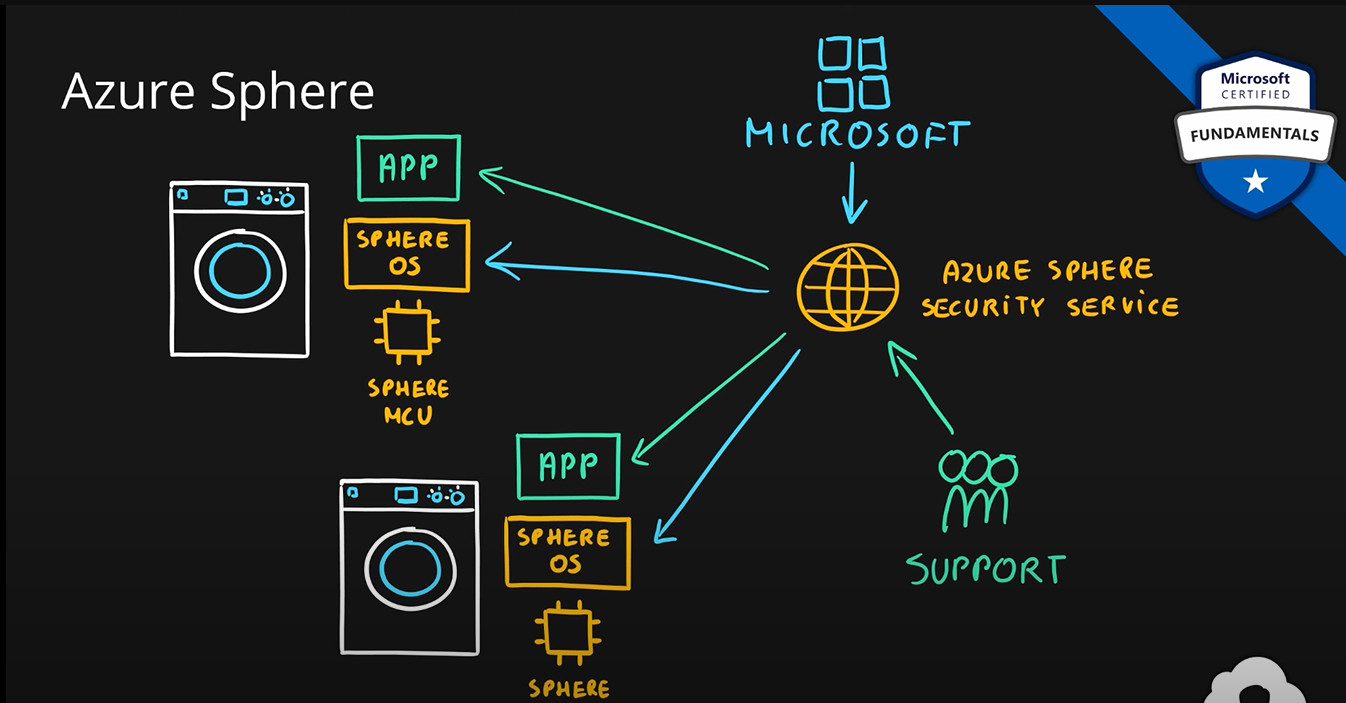 Azure Sphere
MICROSOFT
Microsoft
CERTIFIED
FUNDAMENTALS
APP
SPHERE
OS
SPHERE
MCU
AZURE SPHERE
SECURITY SERVICE
APP
SPHERE
OS
SPHERE
SUPPORT